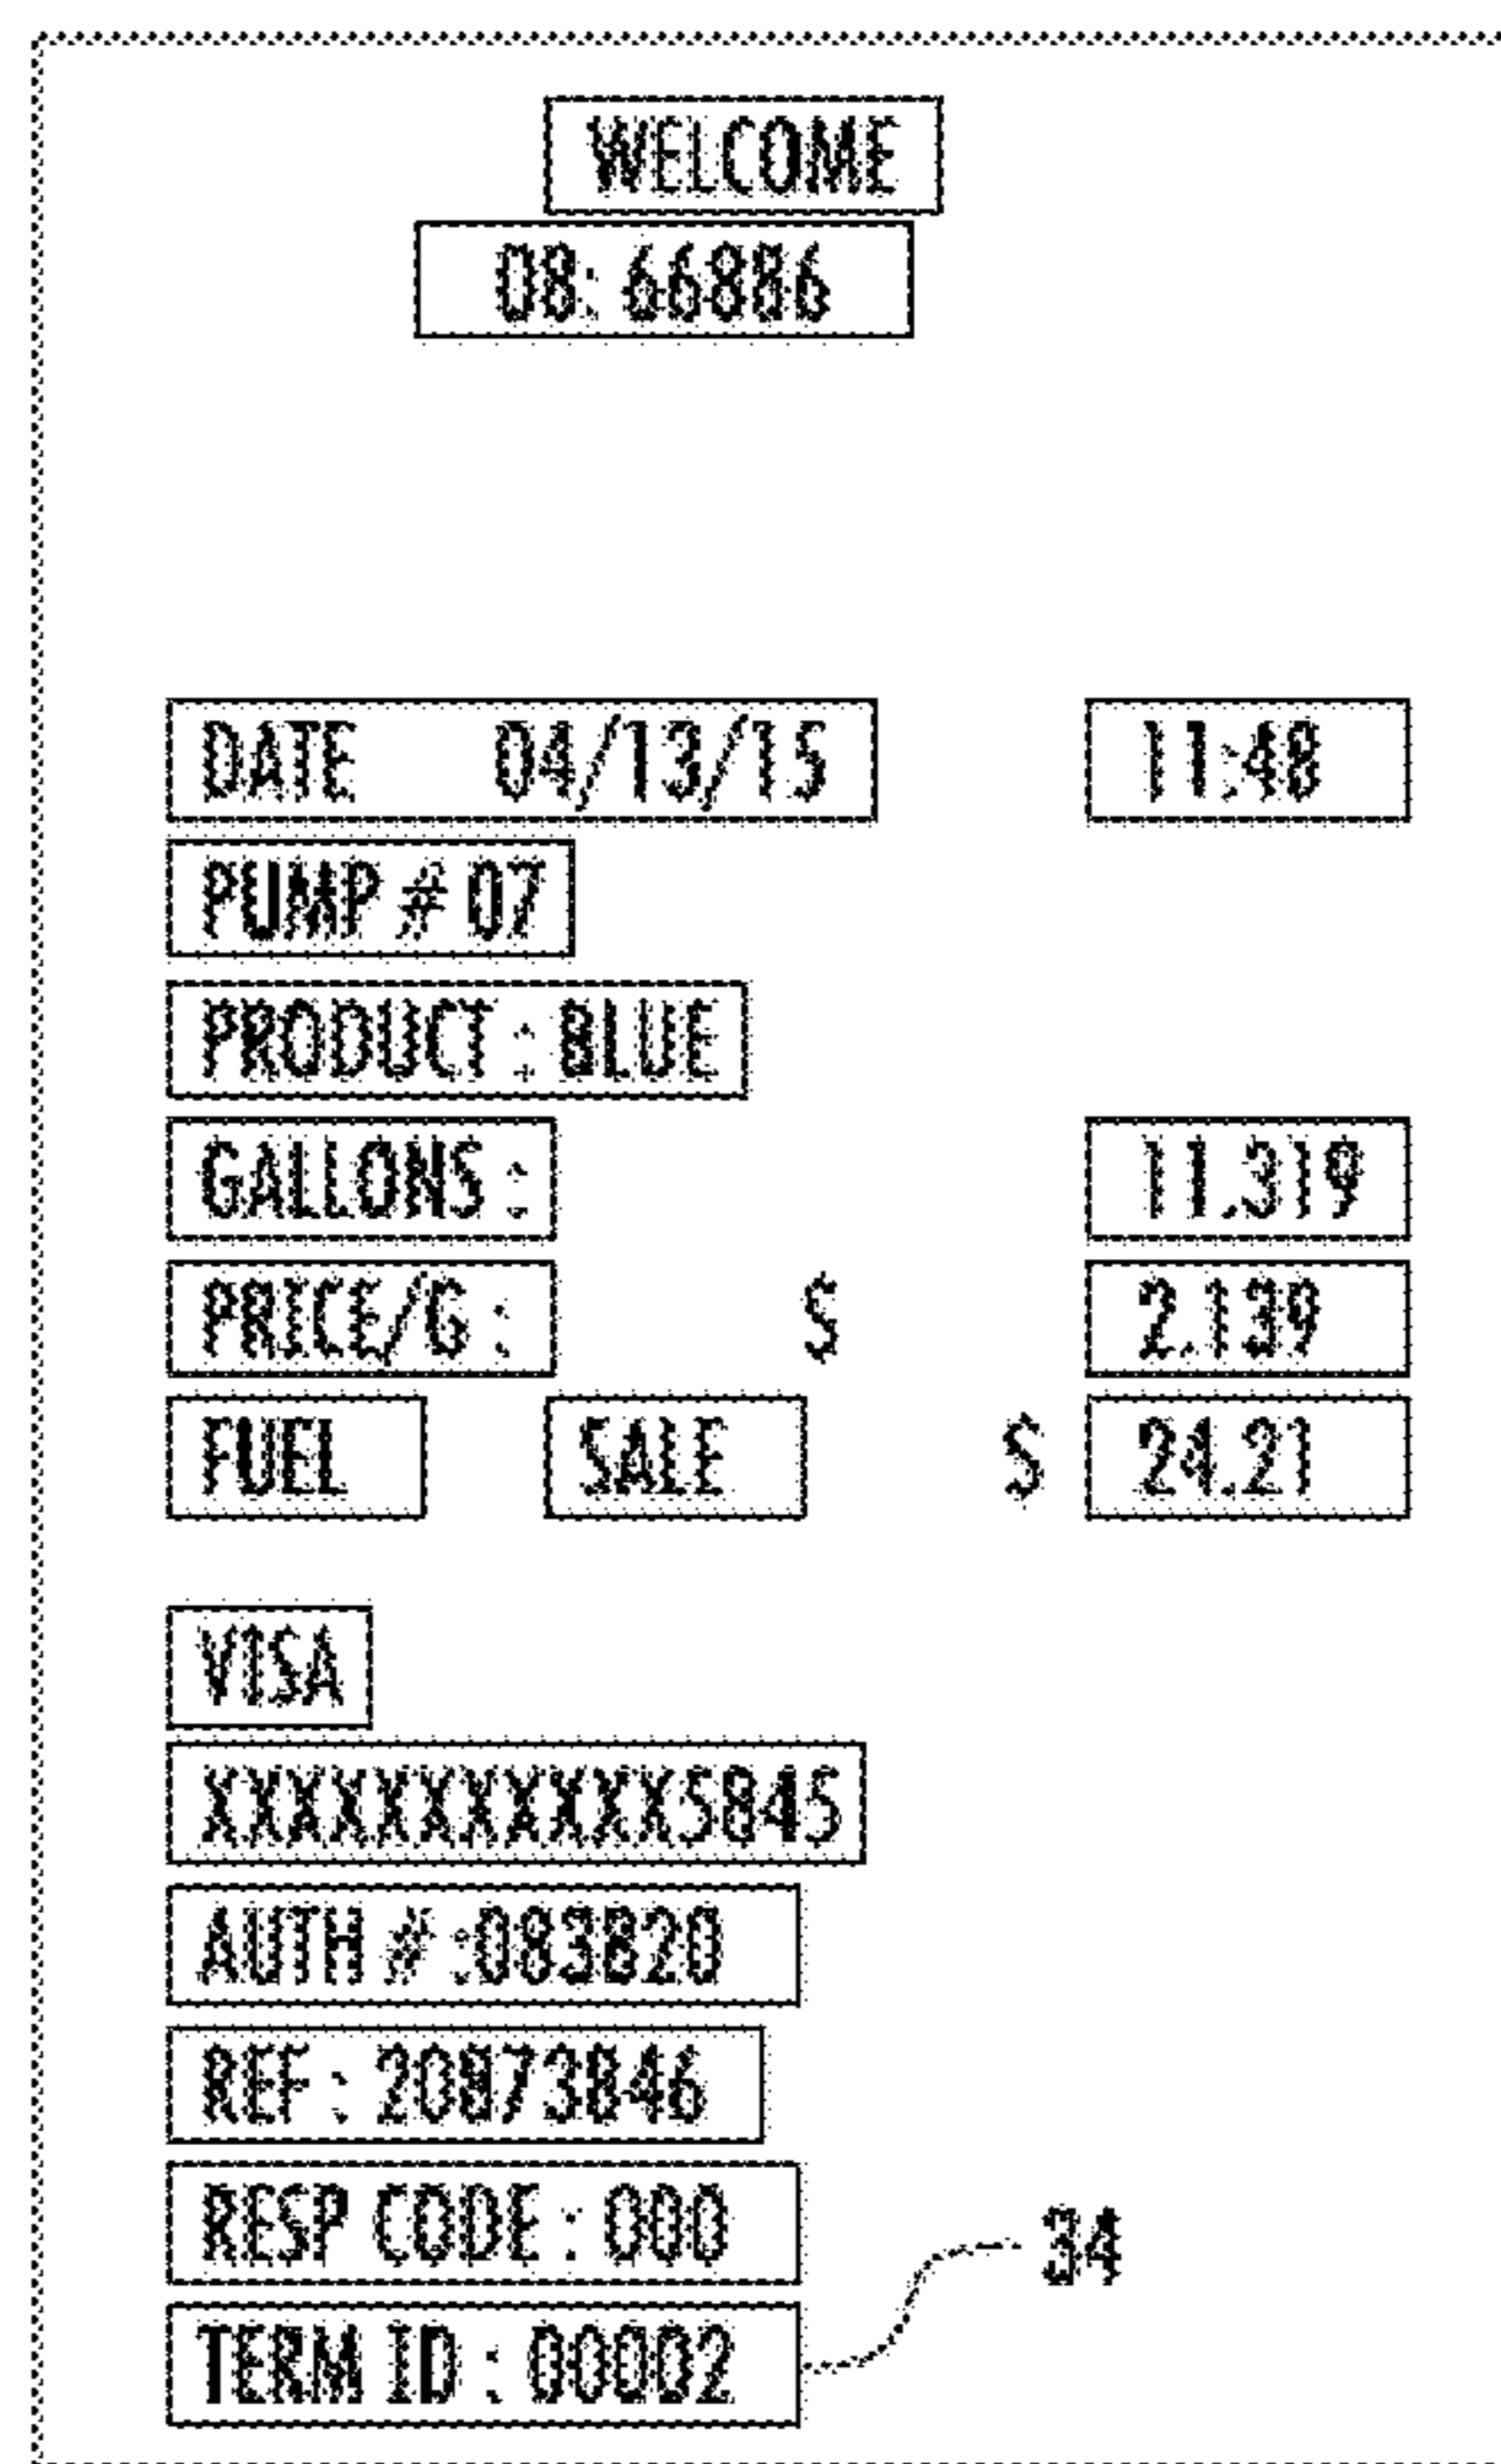 WELCOME
08: 66886
DATE 04/13/15 11:48
PUMP # 07
PRODUCT : BLUE
GALLONS : 11.319
PRICE/G : $ 2.139
FUEL SALE $ 24.21
VISA
XXXXXXXXXXX5845
AUTH # :083820
REF : 20873846
RESP CODE : 000
34
TERM ID : 00002